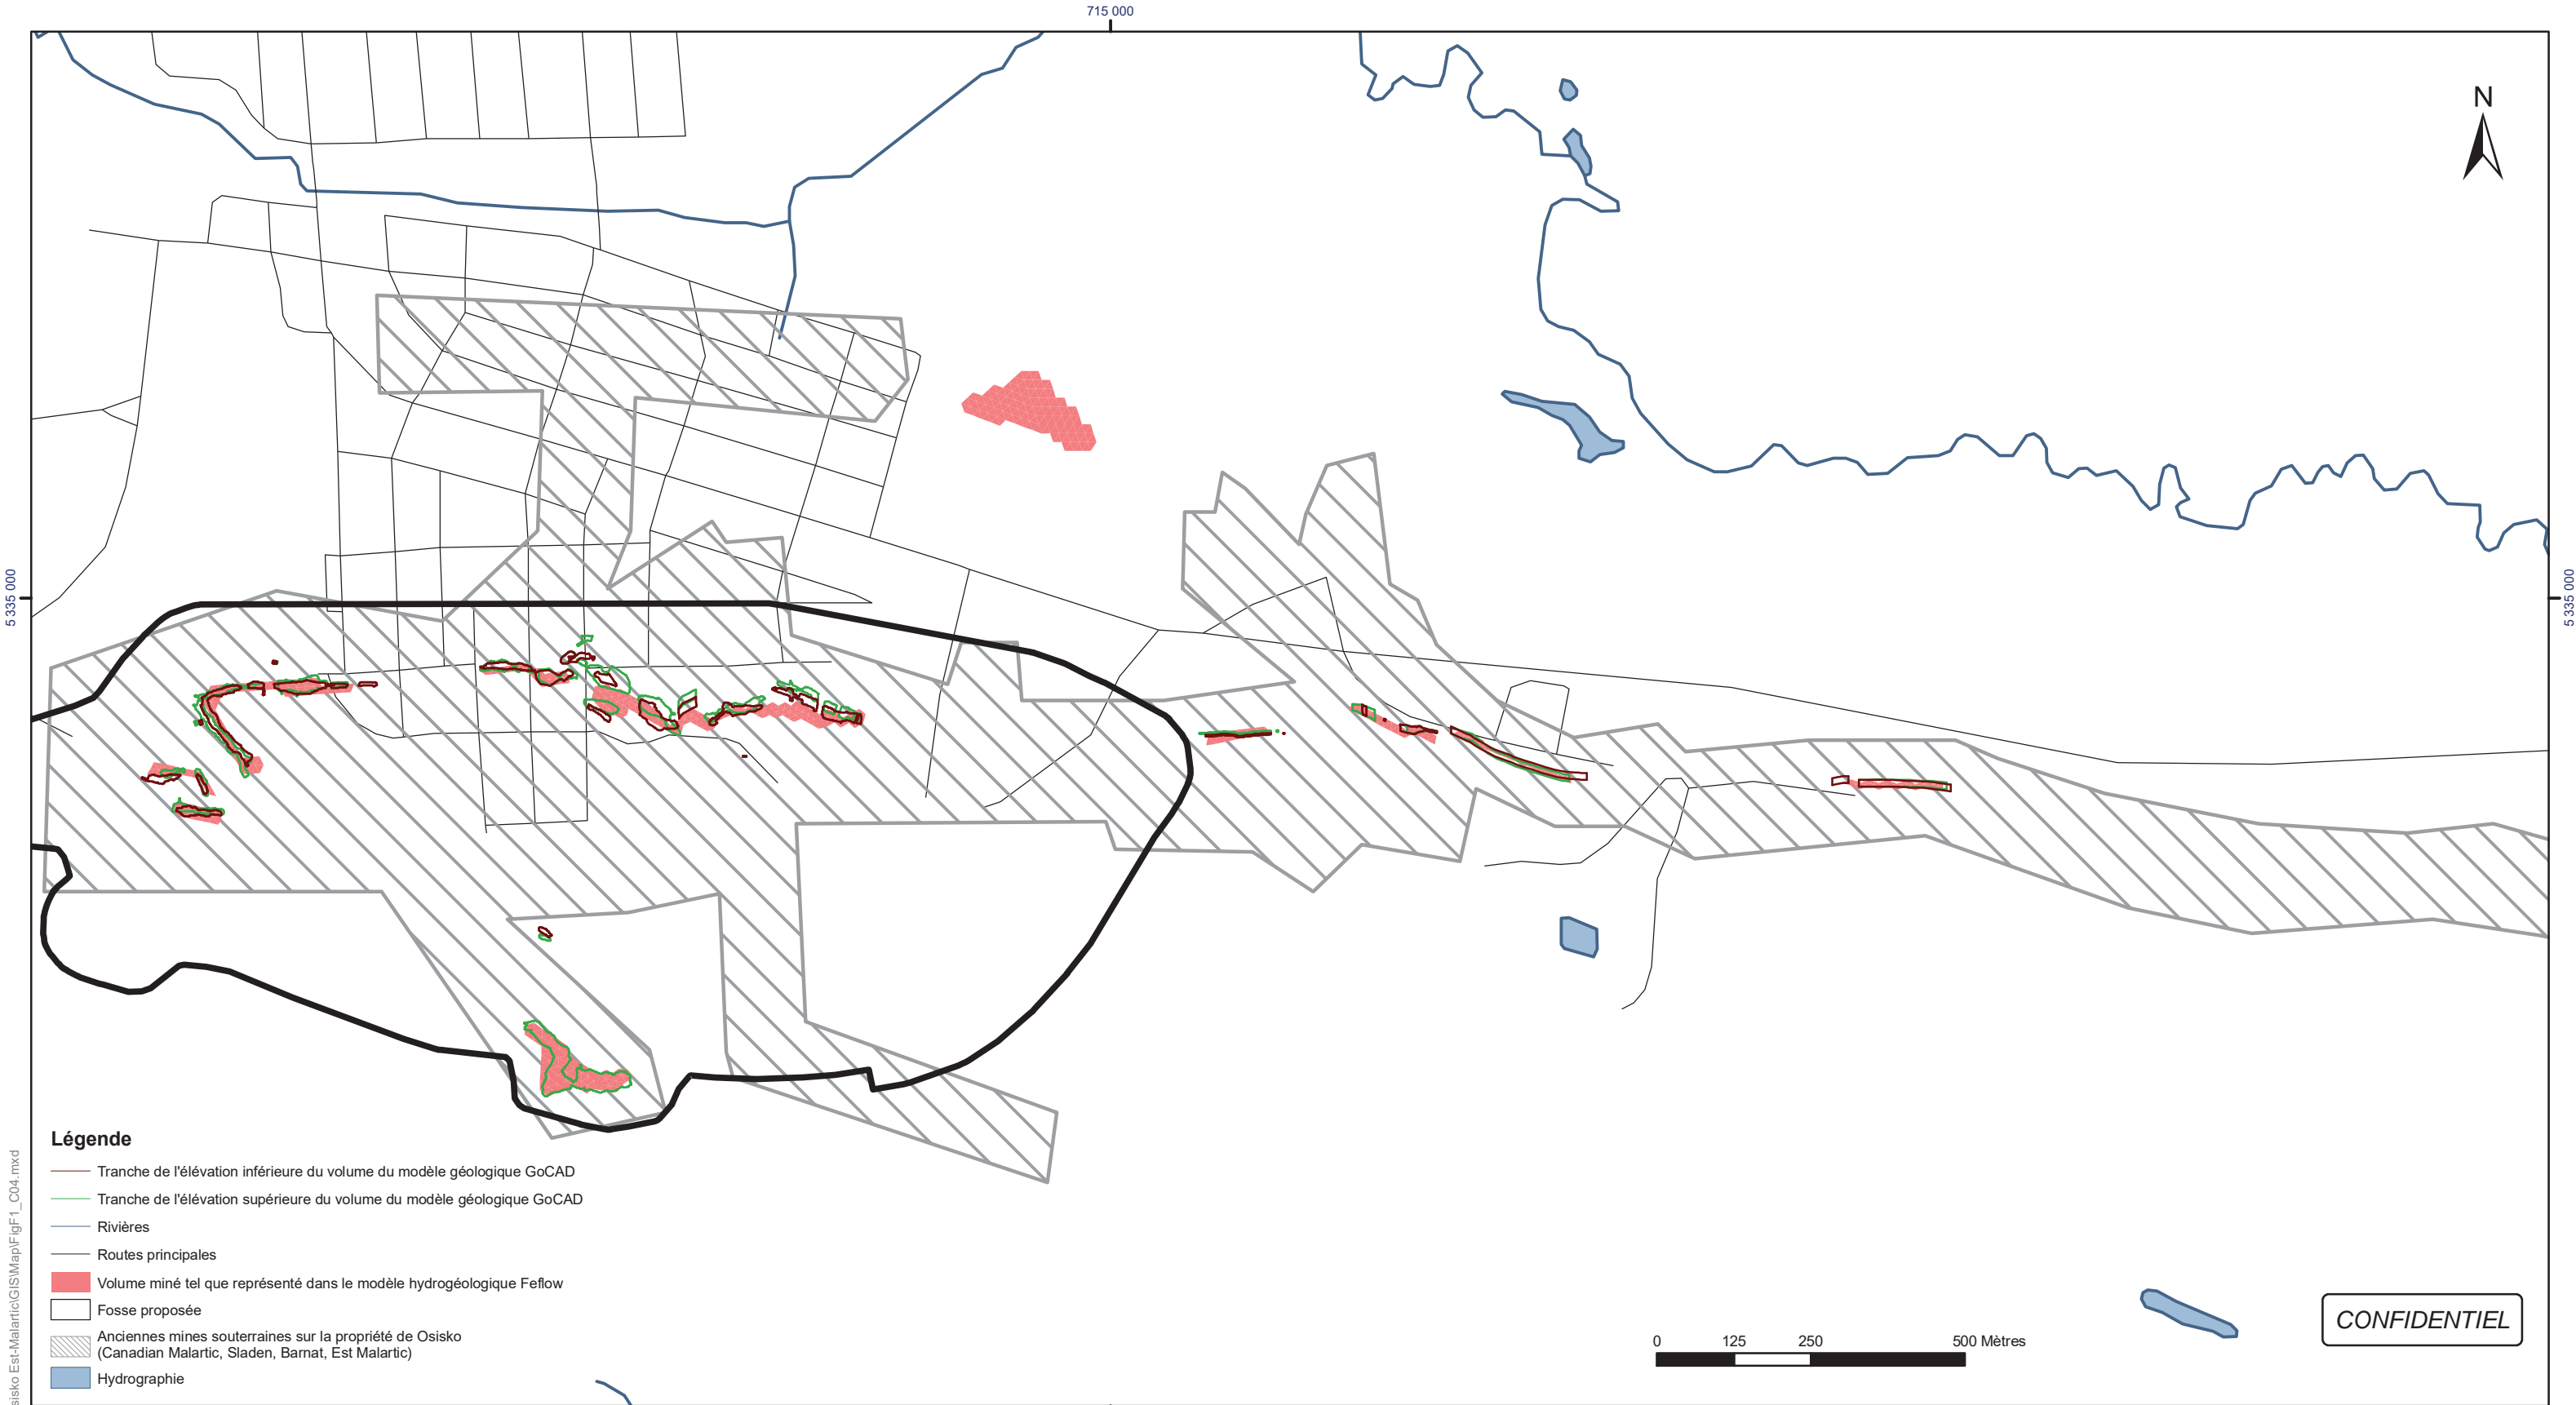 715 000
N
5 335 000
5 335 000
Légende
Tranche de l'élévation inférieure du volume du modèle géologique GoCAD
Tranche de l'élévation supérieure du volume du modèle géologique GoCAD
Rivières
Routes principales
Volume miné tel que représenté dans le modèle hydrogéologique Feflow
Fosse proposée
Anciennes mines souterraines sur la propriété de Osisko
(Canadian Malartic, Sladen, Barnat, Est Malartic)
Hydrographie
0 125 250 500 Mètres
CONFIDENTIEL
sisko Est-Malartic\GIS\Map\FigF1_C04.mxd